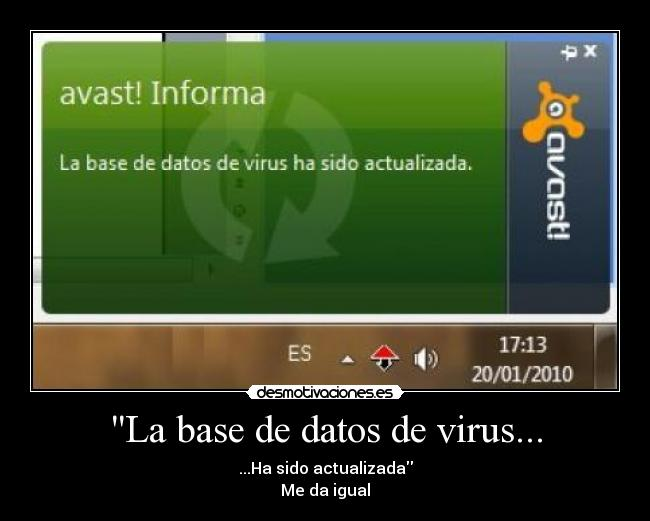 avast! Informa
La base de datos de virus ha sido actualizada.
avast!
ES
17:13
20/01/2010
desmotivaciones.es
"La base de datos de virus...
...Ha sido actualizada"
Me da igual